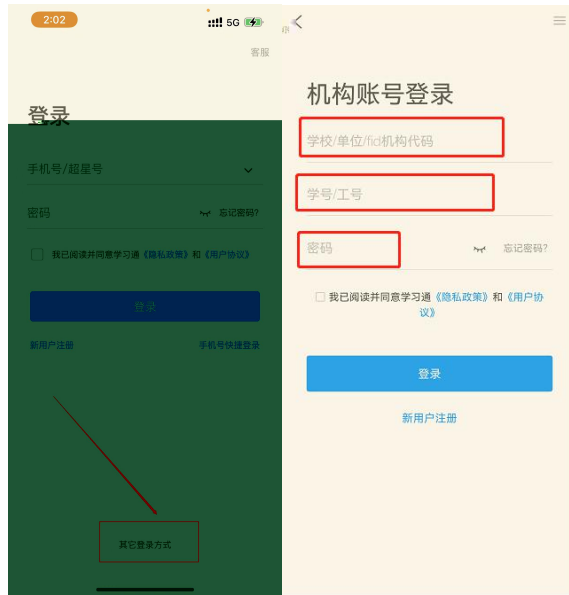 2:02
5G
客服
登录
手机号/超星号
密码
忘记密码?
我已阅读并同意学习通《隐私政策》和《用户协议》
登录
新用户注册
手机号快捷登录
其它登录方式
机构账号登录
学校/单位/fid机构代码
学号/工号
密码
忘记密码?
我已阅读并同意学习通《隐私政策》和《用户协
议》
登录
新用户注册